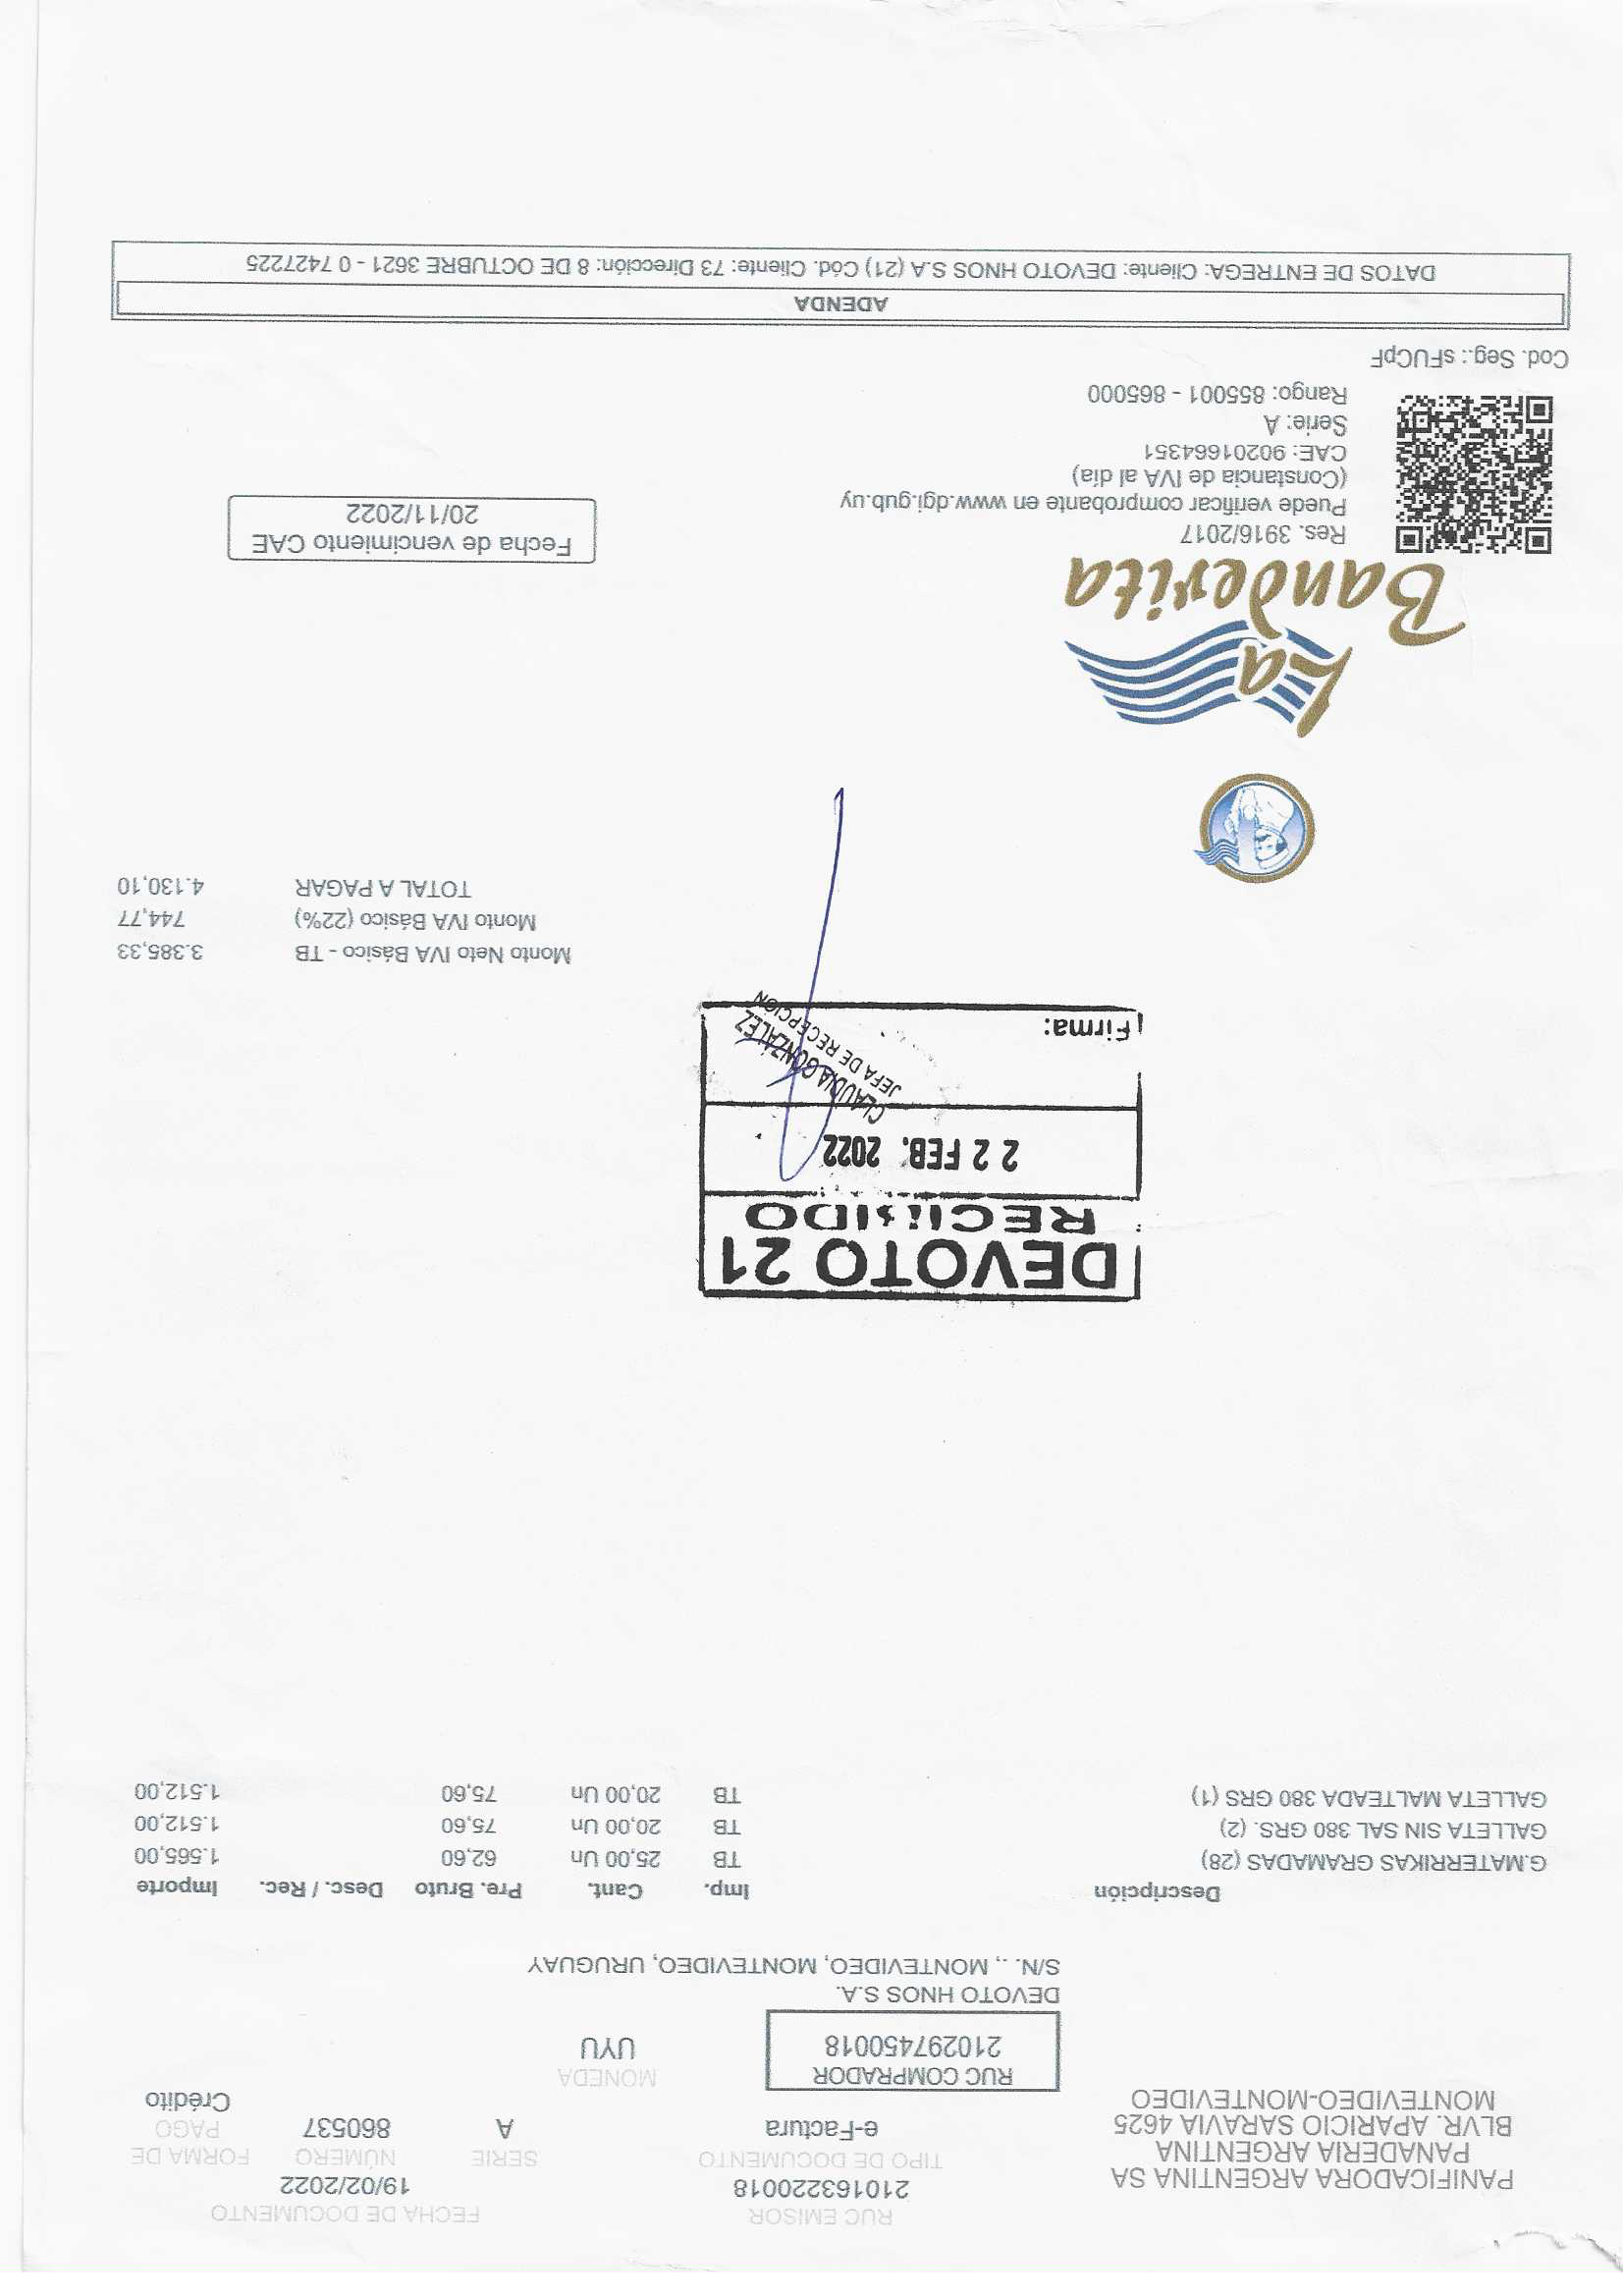 PANIFICADORA ARGENTINA SA
PANADERIA ARGENTINA
BLVR. APARICIO SARAVIA 4625
MONTEVIDEO-MONTEVIDEO
RUC EMISOR
210163220018
FECHA DE DOCUMENTO
19/02/2022
TIPO DE DOCUMENTO
e-Factura
SERIE
A
NÚMERO
860537
FORMA DE
PAGO
Crédito
RUC COMPRADOR
210297450018
MONEDA
UYU
DEVOTO HNOS S.A.
S/N. ., MONTEVIDEO, MONTEVIDEO, URUGUAY
Descripción Imp. Cant. Pre. Bruto Desc. / Rec. Importe
G.MATERRIKAS GRAMADAS (28) TB 25,00 Un 62,60 1.565,00
GALLETA SIN SAL 380 GRS. (2) TB 20,00 Un 75,60 1.512,00
GALLETA MALTEADA 380 GRS (1) TB 20,00 Un 75,60 1.512,00
DEVOTO 21
RECIBIDO
22 FEB. 2022
CLAUDIA GONZÁLEZ
JEFA DE RECEPCION
Firma:
Monto Neto IVA Básico - TB 3.385,33
Monto IVA Básico (22%) 744,77
TOTAL A PAGAR 4.130,10
La
Banderita
Res. 3916/2017
Puede verificar comprobante en www.dgi.gub.uy
(Constancia de IVA al día)
CAE: 90201664351
Serie: A
Rango: 855001 - 865000
Fecha de vencimiento CAE
20/11/2022
Cod. Seg.: sFUCpF
ADENDA
DATOS DE ENTREGA: Cliente: DEVOTO HNOS S.A (21) Cód. Cliente: 73 Dirección: 8 DE OCTUBRE 3621 - 0 7427225